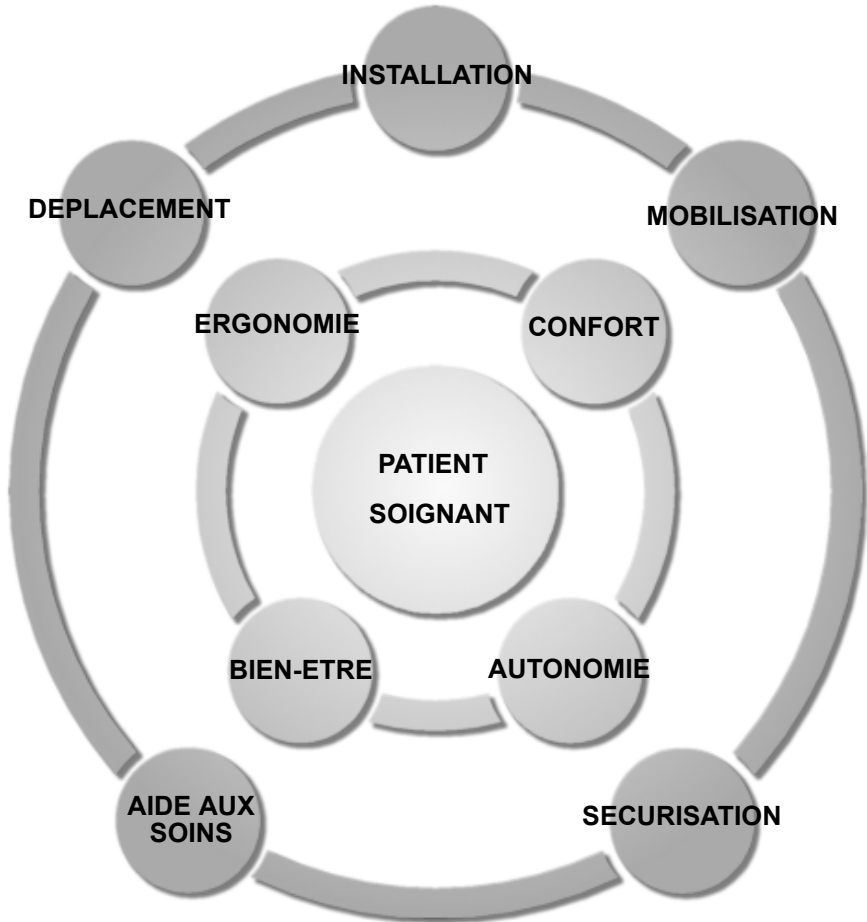 INSTALLATION
DEPLACEMENT
MOBILISATION
ERGONOMIE
CONFORT
PATIENT
SOIGNANT
BIEN-ETRE
AUTONOMIE
AIDE AUX
SOINS
SECURISATION